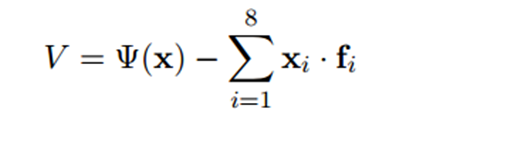 V = Ψ(𝐱) − ∑_{i=1}^{8} 𝐱_i · 𝐟_i